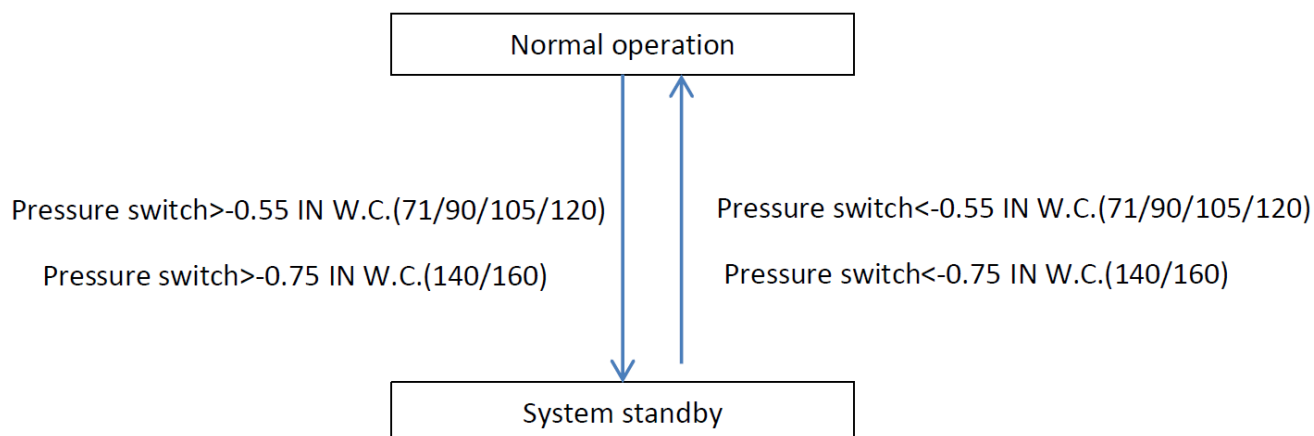 Normal operation
Pressure switch>-0.55 IN W.C.(71/90/105/120)
Pressure switch>-0.75 IN W.C.(140/160)
Pressure switch<-0.55 IN W.C.(71/90/105/120)
Pressure switch<-0.75 IN W.C.(140/160)
System standby